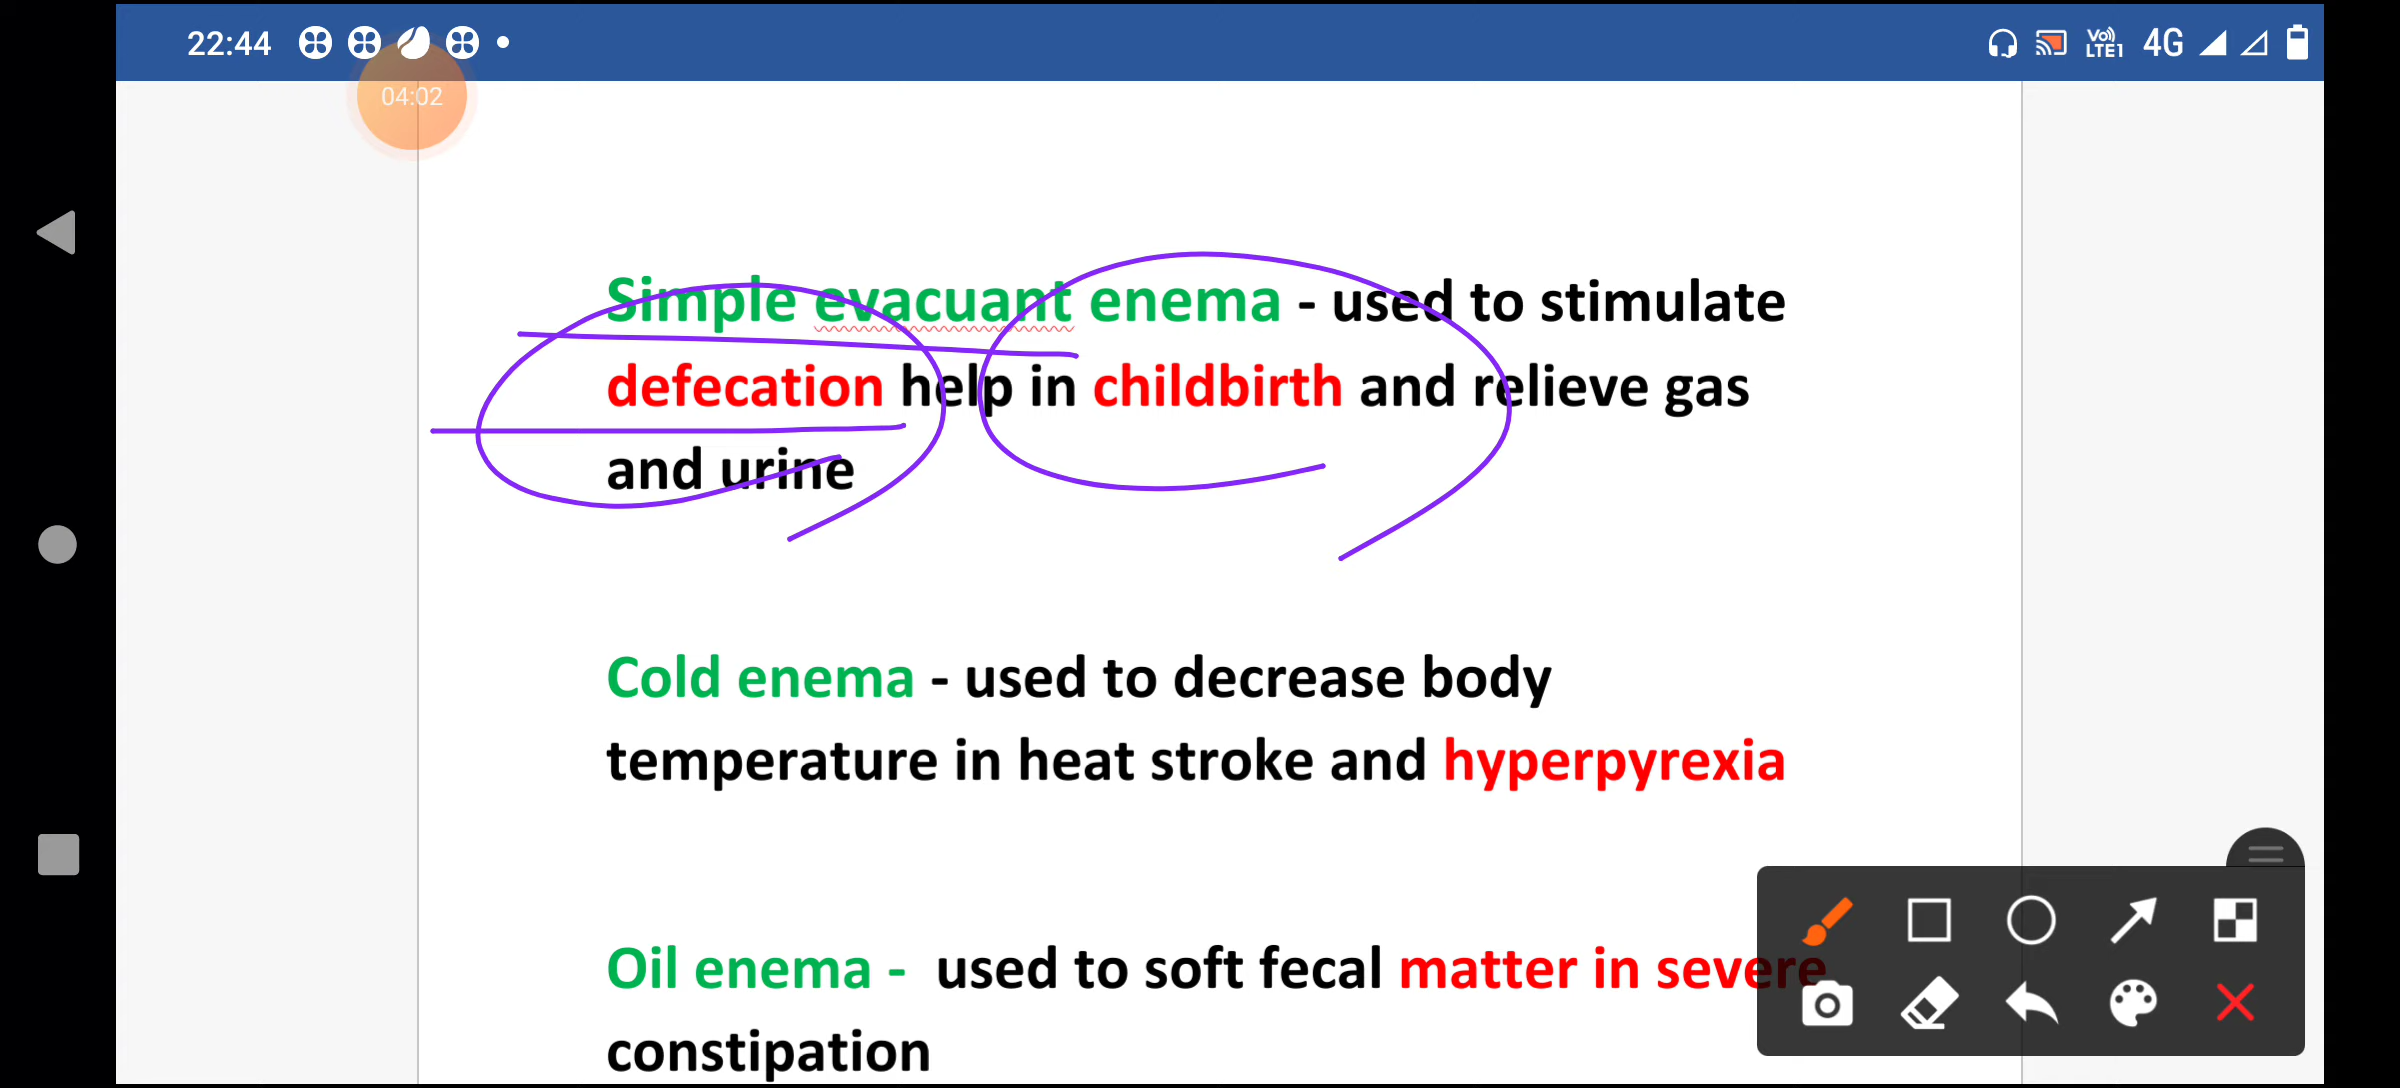 22:44
Vo))
LTE1
4G
04:02
Simple evacuant enema - used to stimulate
defecation help in childbirth and relieve gas
and urine
Cold enema - used to decrease body
temperature in heat stroke and hyperpyrexia
Oil enema - used to soft fecal matter in severe
constipation